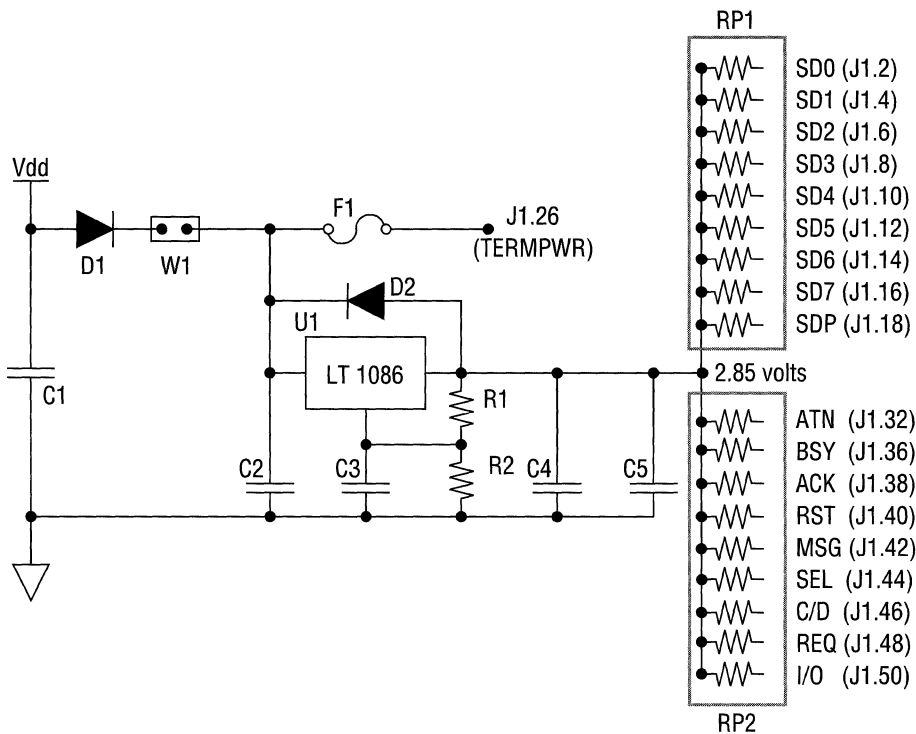 RP1
SD0 (J1.2)
SD1 (J1.4)
SD2 (J1.6)
SD3 (J1.8)
SD4 (J1.10)
SD5 (J1.12)
SD6 (J1.14)
SD7 (J1.16)
SDP (J1.18)
Vdd
D1
W1
F1
J1.26
(TERMPWR)
D2
U1
LT 1086
2.85 volts
C1
R1
R2
C2
C3
C4
C5
ATN (J1.32)
BSY (J1.36)
ACK (J1.38)
RST (J1.40)
MSG (J1.42)
SEL (J1.44)
C/D (J1.46)
REQ (J1.48)
I/O (J1.50)
RP2